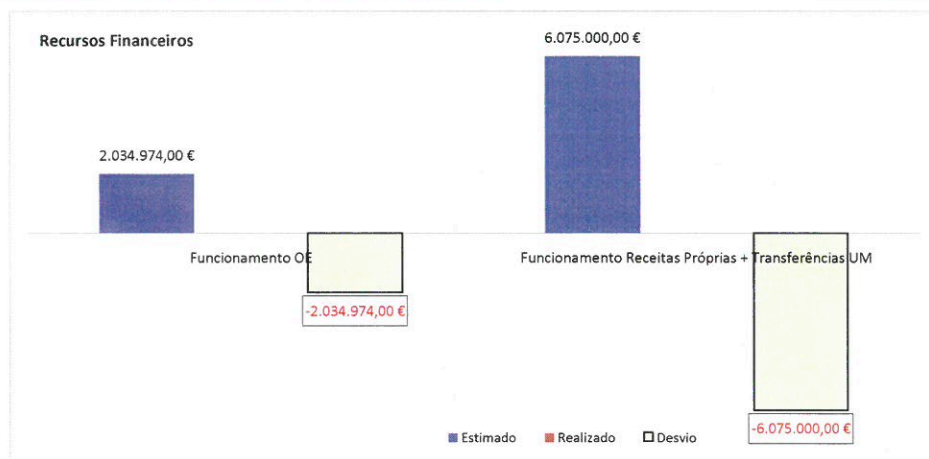 Recursos Financeiros
6.075.000,00 €
2.034.974,00 €
Funcionamento OE
Funcionamento Receitas Próprias + Transferências UM
-2.034.974,00 €
-6.075.000,00 €
Estimado
Realizado
Desvio